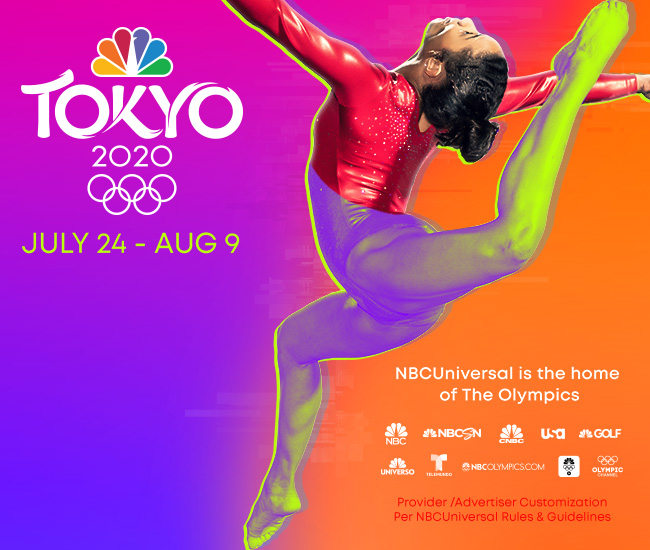 TOKYO
2020
JULY 24 - AUG 9
NBCUniversal is the home
of The Olympics
NBC NBCSN CNBC USA GOLF
UNIVERSO TELEMUNDO NBCOLYMPICS.COM OLYMPIC
CHANNEL
Provider /Advertiser Customization
Per NBCUniversal Rules & Guidelines